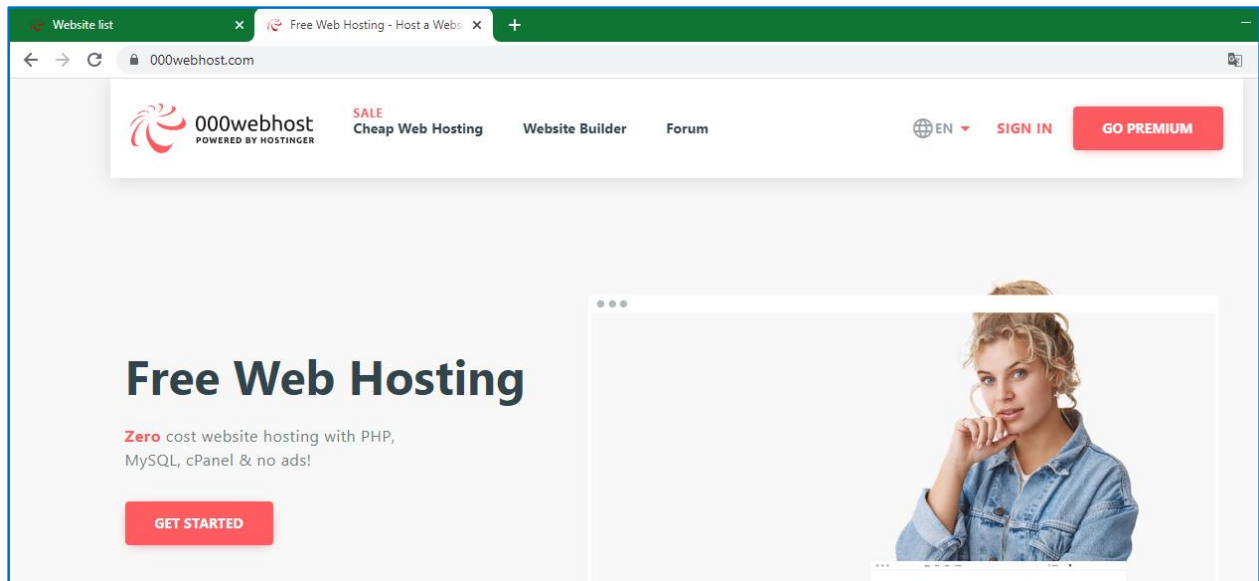 Website list
Free Web Hosting - Host a Webs
000webhost.com
000webhost
POWERED BY HOSTINGER
SALE
Cheap Web Hosting
Website Builder
Forum
EN
SIGN IN
GO PREMIUM
Free Web Hosting
Zero cost website hosting with PHP,
MySQL, cPanel & no ads!
GET STARTED